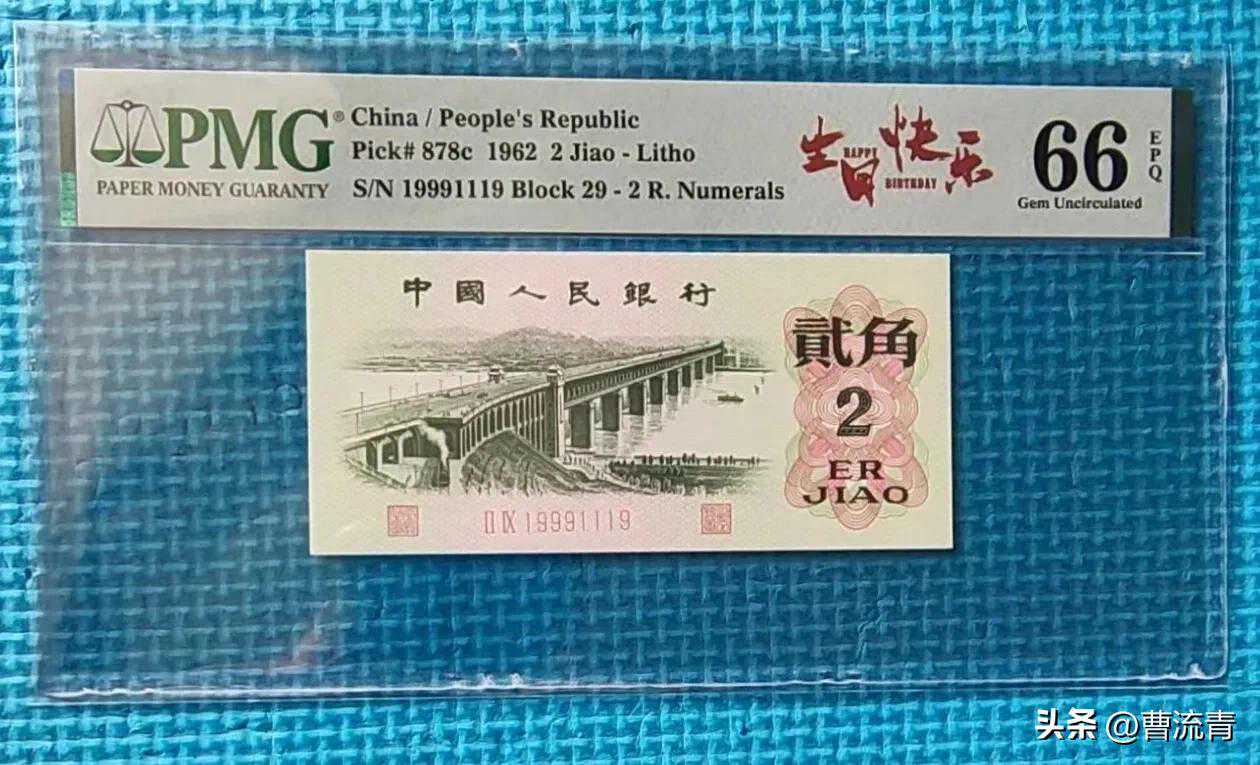 PMG®
PAPER MONEY GUARANTY
China / People's Republic
Pick# 878c 1962 2 Jiao - Litho
S/N 19991119 Block 29 - 2 R. Numerals
生日快乐
HAPPY
BIRTHDAY
66
EPQ
Gem Uncirculated
中國人民銀行
貳角
2
ER
JIAO
II IX 19991119
头条 @曹流青